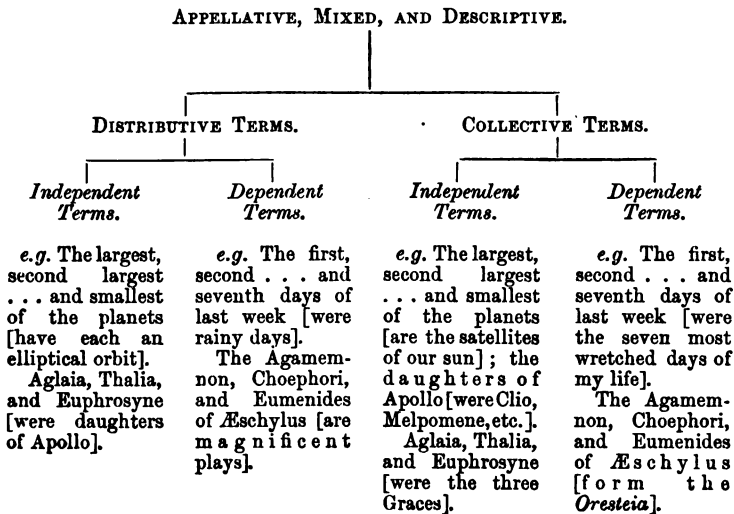 APPELLATIVE, MIXED, AND DESCRIPTIVE.
DISTRIBUTIVE TERMS.
COLLECTIVE TERMS.
Independent
Terms.
Dependent
Terms.
Independent
Terms.
Dependent
Terms.
e.g. The largest,
second largest
. . . and smallest
of the planets
[have each an
elliptical orbit].
Aglaia, Thalia,
and Euphrosyne
[were daughters
of Apollo].
e.g. The first,
second . . . and
seventh days of
last week [were
rainy days].
The Agamem-
non, Choephori,
and Eumenides
of Æschylus [are
magnificent
plays].
e.g. The largest,
second largest
. . . and smallest
of the planets
[are the satellites
of our sun]; the
daughters of
Apollo [were Clio,
Melpomene, etc.].
Aglaia, Thalia,
and Euphrosyne
[were the three
Graces].
e.g. The first,
second . . . and
seventh days of
last week [were
the seven most
wretched days of
my life].
The Agamem-
non, Choephori,
and Eumenides
of Æschylus
[form the
Oresteia].